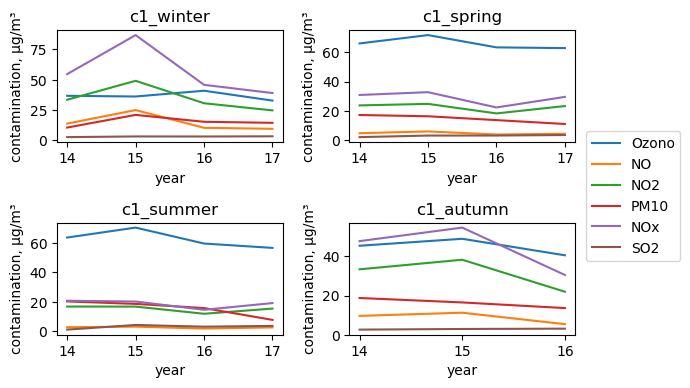 c1_winter
contamination, μg/m³
75
50
25
0
14
15
16
17
year
c1_spring
contamination, μg/m³
60
40
20
0
14
15
16
17
year
c1_summer
contamination, μg/m³
60
40
20
0
14
15
16
17
year
c1_autumn
contamination, μg/m³
40
20
0
14
15
16
year
Ozono
NO
NO2
PM10
NOx
SO2